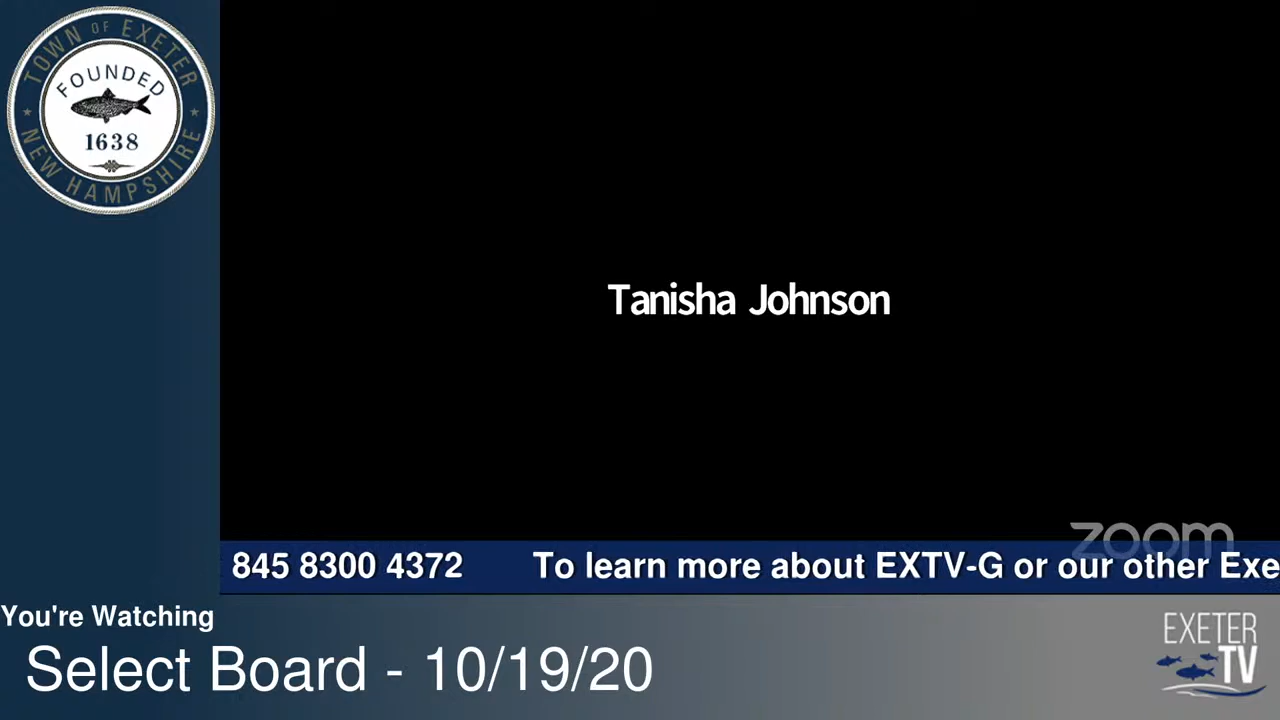 TOWN OF EXETER
FOUNDED
1638
NEW HAMPSHIRE
Tanisha Johnson
zoom
845 8300 4372 To learn more about EXTV-G or our other Exe
You're Watching
Select Board - 10/19/20
EXETER
TV